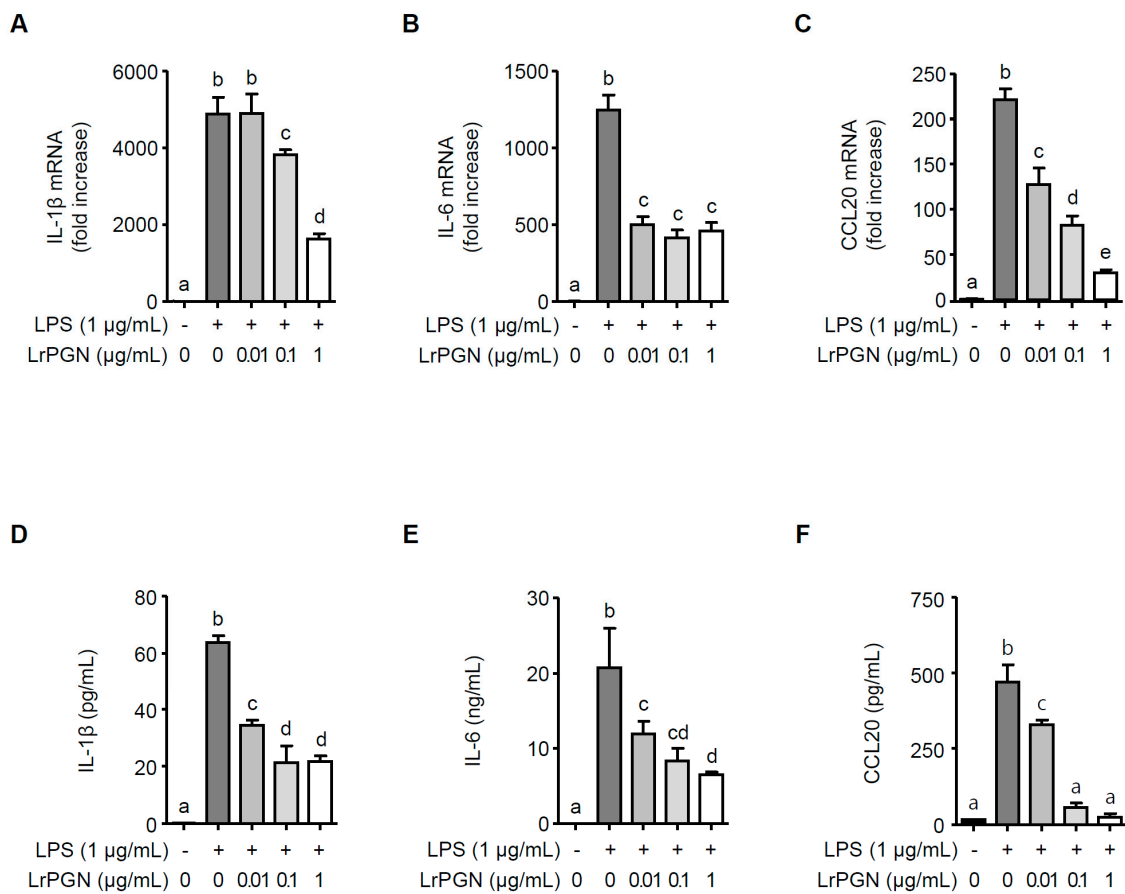 A
IL-1β mRNA
(fold increase)
6000
4000
2000
0
a
b
b
c
d
LPS (1 µg/mL) - + + + +
LrPGN (µg/mL) 0 0 0.01 0.1 1
B
IL-6 mRNA
(fold increase)
1500
1000
500
0
a
b
c
c
c
LPS (1 µg/mL) - + + + +
LrPGN (µg/mL) 0 0 0.01 0.1 1
C
CCL20 mRNA
(fold increase)
250
200
150
100
50
0
a
b
c
d
e
LPS (1 µg/mL) - + + + +
LrPGN (µg/mL) 0 0 0.01 0.1 1
D
IL-1β (pg/mL)
80
60
40
20
0
a
b
c
d
d
LPS (1 µg/mL) - + + + +
LrPGN (µg/mL) 0 0 0.01 0.1 1
E
IL-6 (ng/mL)
30
20
10
0
a
b
c
cd
d
LPS (1 µg/mL) - + + + +
LrPGN (µg/mL) 0 0 0.01 0.1 1
F
CCL20 (pg/mL)
750
500
250
0
a
b
c
a
a
LPS (1 µg/mL) - + + + +
LrPGN (µg/mL) 0 0 0.01 0.1 1